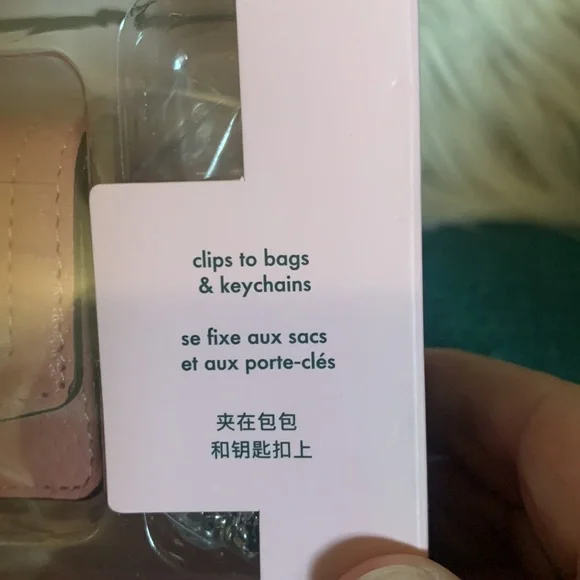 clips to bags
& keychains
se fixe aux sacs
et aux porte-clés
夹在包包
和钥匙扣上